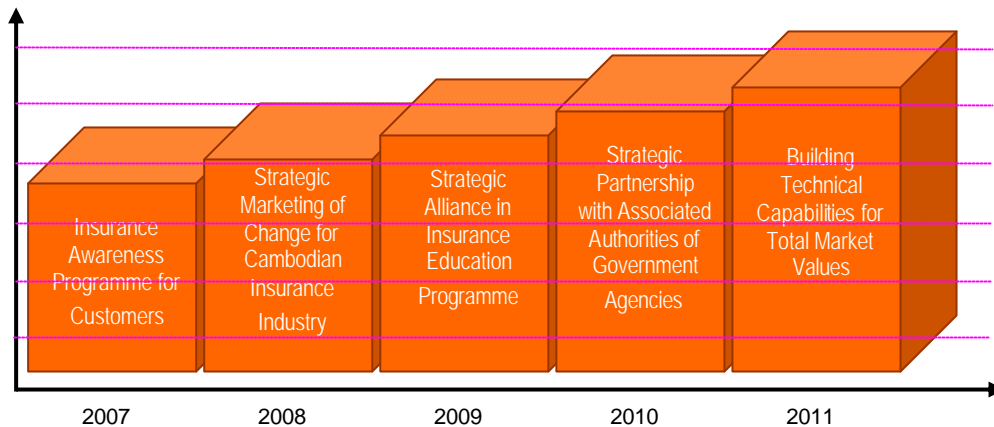 Insurance
Awareness
Programme for
Customers
Strategic
Marketing of
Change for
Cambodian
Insurance
Industry
Strategic
Alliance in
Insurance
Education
Programme
Strategic
Partnership
with Associated
Authorities of
Government
Agencies
Building
Technical
Capabilities for
Total Market
Values
2007
2008
2009
2010
2011